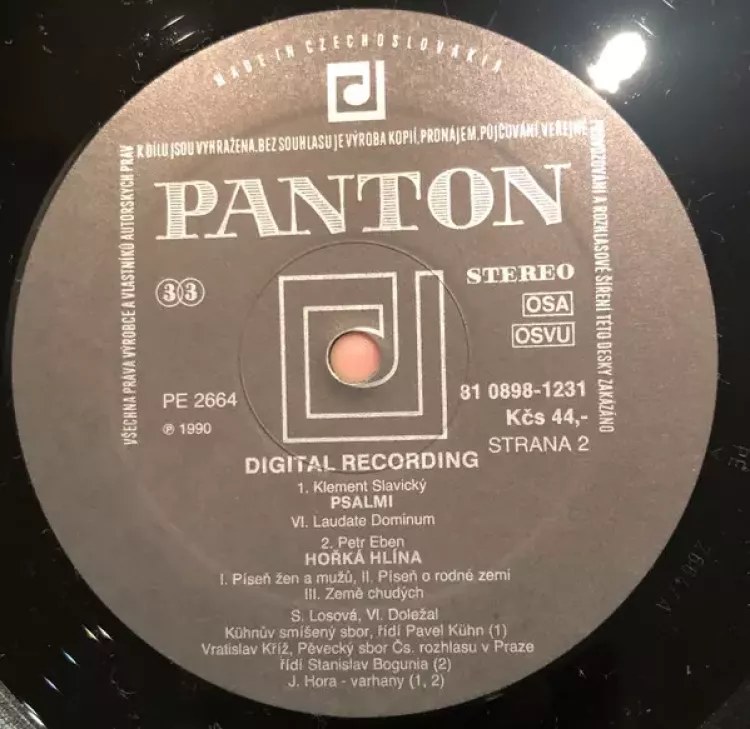 MADE IN CZECHOSLOVAKIA
VŠECHNA PRÁVA VÝROBCE A VLASTNÍKŮ AUTORSKÝCH PRÁV
K DÍLU JSOU VYHRAŽENA. BEZ SOUHLASU JE VÝROBA KOPIÍ, PRONÁJEM, PŮJČOVÁNÍ VEŘEJNÉ
PROVOZOVÁNÍ A ROZHLASOVÉ ŠÍŘENÍ TÉTO DESKY ZAKÁZÁNO
PANTON
33
STEREO
OSA
OSVU
PE 2664
81 0898-1231
℗ 1990
Kčs 44,-
STRANA 2
DIGITAL RECORDING
1. Klement Slavický
PSALMI
VI. Laudate Dominum
2. Petr Eben
HOŘKÁ HLÍNA
I. Píseň žen a mužů, II. Píseň o rodné zemi
III. Země chudých
S. Losová, Vl. Doležal
Kühnův smíšený sbor, řídí Pavel Kühn (1)
Vratislav Kříž, Pěvecký sbor Čs. rozhlasu v Praze
řídí Stanislav Bogunia (2)
J. Hora - varhany (1, 2)